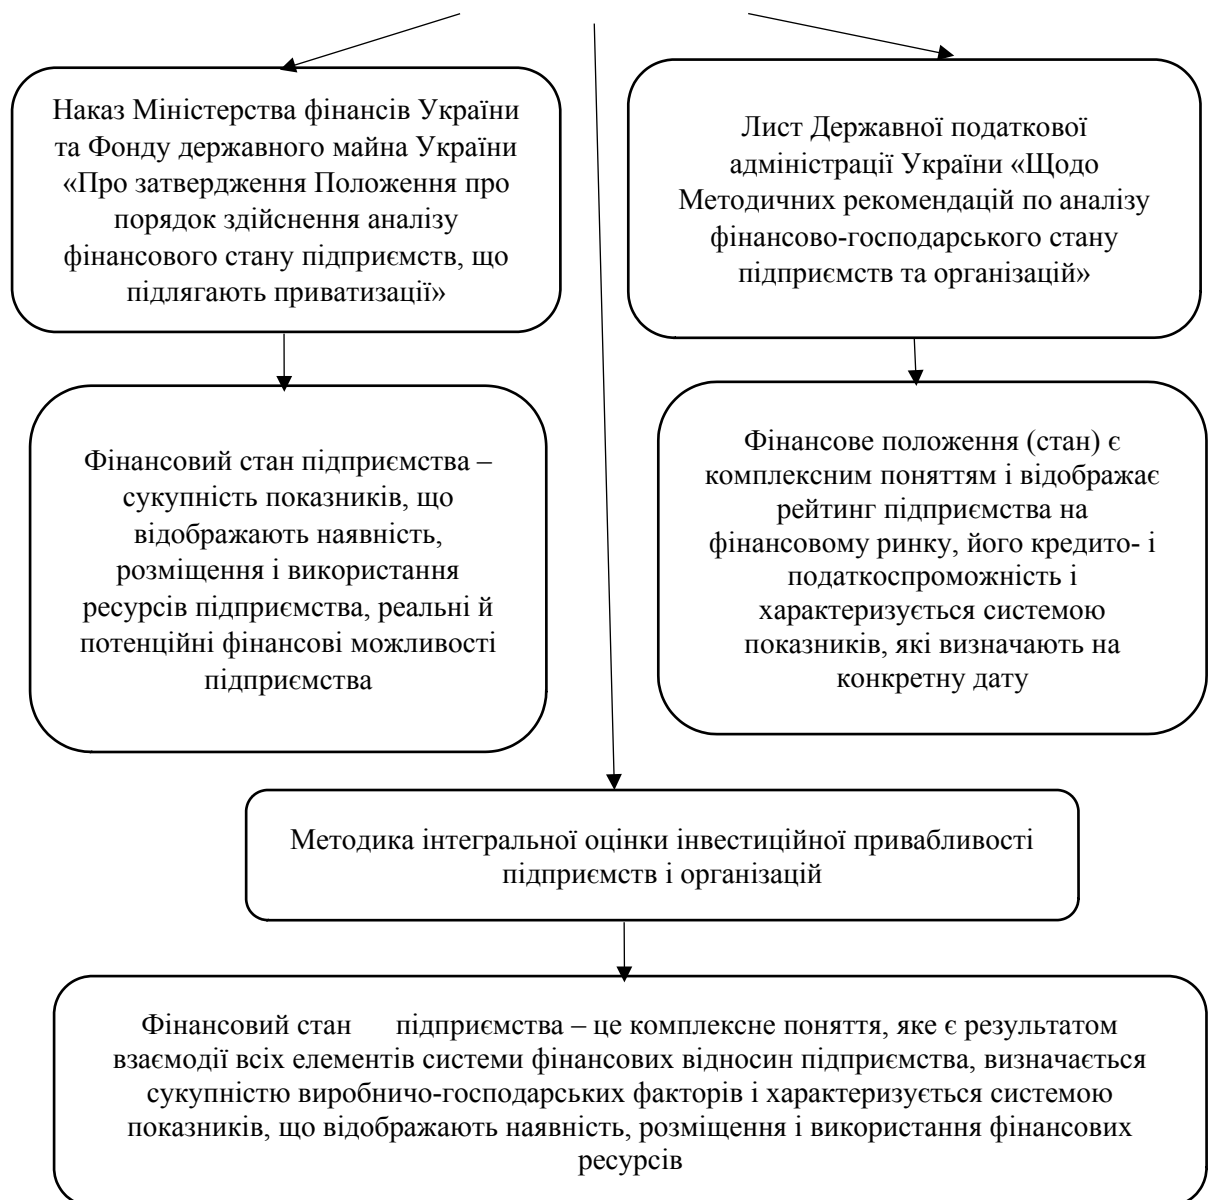 Наказ Міністерства фінансів України
та Фонду державного майна України
«Про затвердження Положення про
порядок здійснення аналізу
фінансового стану підприємств, що
підлягають приватизації»
Лист Державної податкової
адміністрації України «Щодо
Методичних рекомендацій по аналізу
фінансово-господарського стану
підприємств та організацій»
Фінансовий стан підприємства –
сукупність показників, що
відображають наявність,
розміщення і використання
ресурсів підприємства, реальні й
потенційні фінансові можливості
підприємства
Фінансове положення (стан) є
комплексним поняттям і відображає
рейтинг підприємства на
фінансовому ринку, його кредито- і
податкоспроможність і
характеризується системою
показників, які визначають на
конкретну дату
Методика інтегральної оцінки інвестиційної привабливості
підприємств і організацій
Фінансовий стан підприємства – це комплексне поняття, яке є результатом
взаємодії всіх елементів системи фінансових відносин підприємства, визначається
сукупністю виробничо-господарських факторів і характеризується системою
показників, що відображають наявність, розміщення і використання фінансових
ресурсів